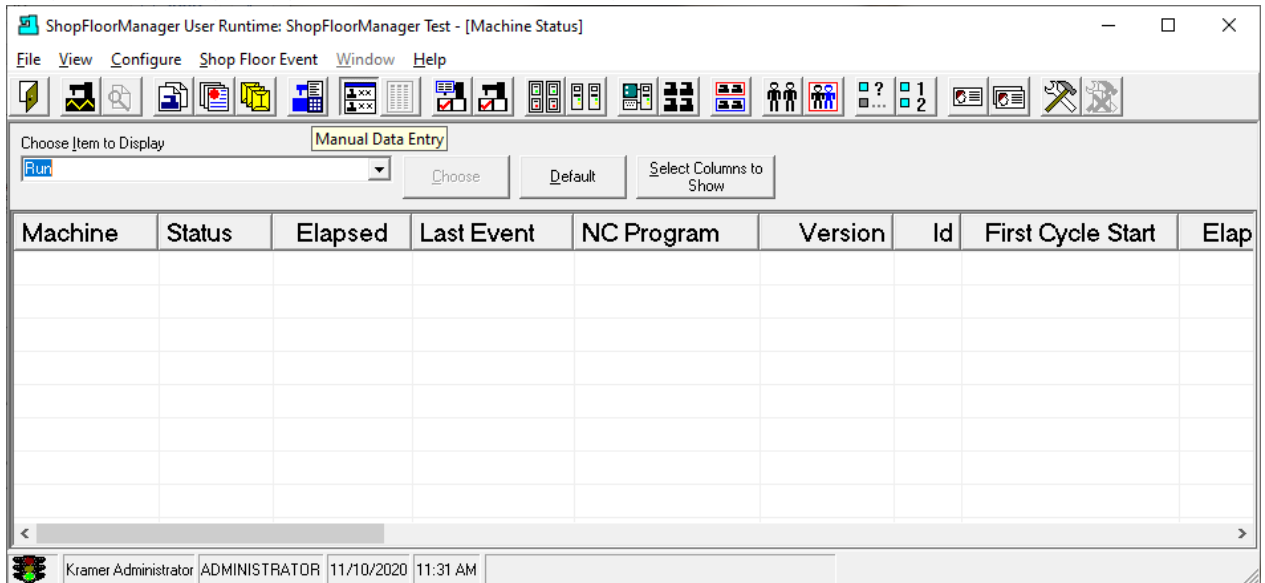 ShopFloorManager User Runtime: ShopFloorManager Test - [Machine Status]
File View Configure Shop Floor Event Window Help
Manual Data Entry
Choose Item to Display
Run
Choose
Default
Select Columns to
Show
Machine Status Elapsed Last Event NC Program Version Id First Cycle Start Elap
Kramer Administrator ADMINISTRATOR 11/10/2020 11:31 AM